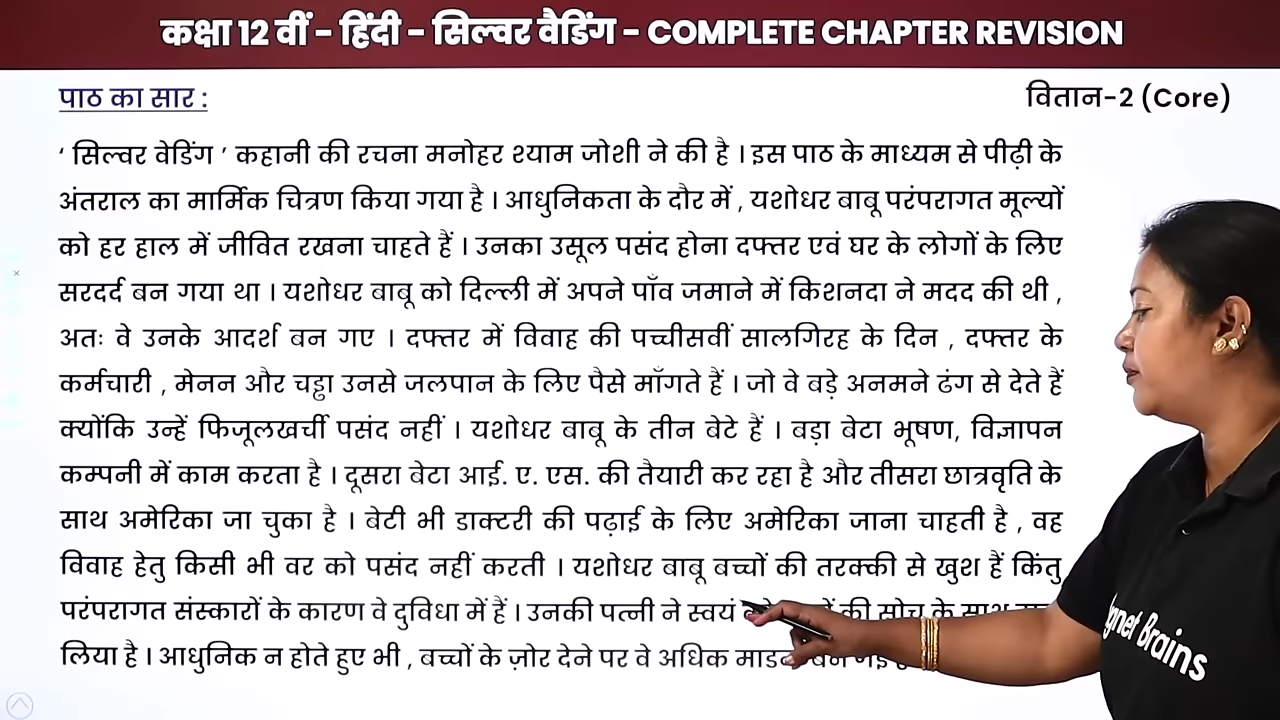 कक्षा 12 वीं - हिंदी - सिल्वर वैडिंग - COMPLETE CHAPTER REVISION
पाठ का सार :
वितान-2 (Core)
‘ सिल्वर वेडिंग ’ कहानी की रचना मनोहर श्याम जोशी ने की है । इस पाठ के माध्यम से पीढ़ी के
अंतराल का मार्मिक चित्रण किया गया है । आधुनिकता के दौर में , यशोधर बाबू परंपरागत मूल्यों
को हर हाल में जीवित रखना चाहते हैं । उनका उसूल पसंद होना दफ्तर एवं घर के लोगों के लिए
सरदर्द बन गया था । यशोधर बाबू को दिल्ली में अपने पाँव जमाने में किशनदा ने मदद की थी ,
अतः वे उनके आदर्श बन गए । दफ्तर में विवाह की पच्चीसवीं सालगिरह के दिन , दफ्तर के
कर्मचारी , मेनन और चड्ढा उनसे जलपान के लिए पैसे माँगते हैं । जो वे बड़े अनमने ढंग से देते हैं
क्योंकि उन्हें फिजूलखर्ची पसंद नहीं । यशोधर बाबू के तीन बेटे हैं । बड़ा बेटा भूषण, विज्ञापन
कम्पनी में काम करता है । दूसरा बेटा आई. ए. एस. की तैयारी कर रहा है और तीसरा छात्रवृति के
साथ अमेरिका जा चुका है । बेटी भी डाक्टरी की पढ़ाई के लिए अमेरिका जाना चाहती है , वह
विवाह हेतु किसी भी वर को पसंद नहीं करती । यशोधर बाबू बच्चों की तरक्की से खुश हैं किंतु
परंपरागत संस्कारों के कारण वे दुविधा में हैं । उनकी पत्नी ने स्वयं की सोच के साथ
लिया है । आधुनिक न होते हुए भी , बच्चों के ज़ोर देने पर वे अधिक
gnet Brains